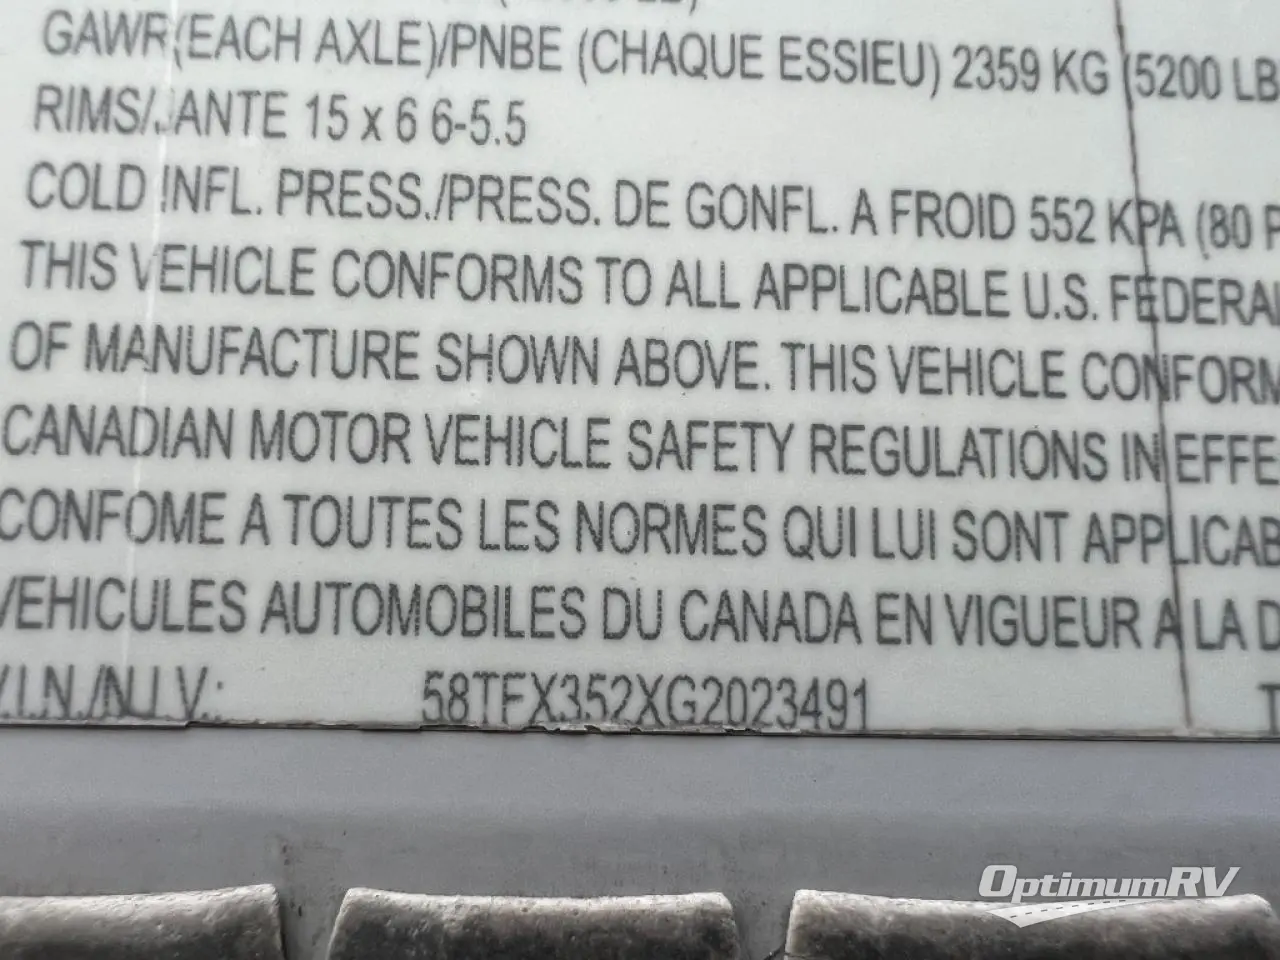 GAWR(EACH AXLE)/PNBE (CHAQUE ESSIEU) 2359 KG (5200 LB
RIMS/JANTE 15 x 6 6-5.5
COLD INFL. PRESS./PRESS. DE GONFL. A FROID 552 KPA (80 P
THIS VEHICLE CONFORMS TO ALL APPLICABLE U.S. FEDERAL
OF MANUFACTURE SHOWN ABOVE. THIS VEHICLE CONFORM
CANADIAN MOTOR VEHICLE SAFETY REGULATIONS IN EFFE
CONFOME A TOUTES LES NORMES QUI LUI SONT APPLICAB
VEHICULES AUTOMOBILES DU CANADA EN VIGUEUR A LA D
V.I.N./N.I.V.: 58TFX352XG2023491 T
OptimumRV